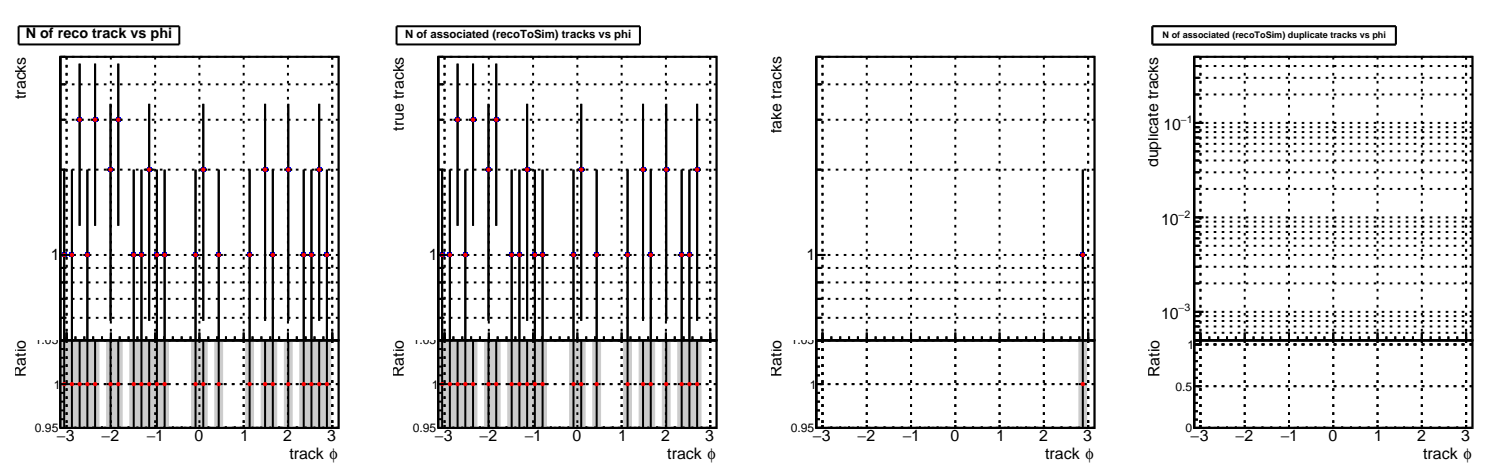 N of reco track vs phi
tracks
1
1.05
Ratio
1
0.95
−3 −2 −1 0 1 2 3
track ϕ
N of associated (recoToSim) tracks vs phi
true tracks
1
1.05
Ratio
1
0.95
−3 −2 −1 0 1 2 3
track ϕ
fake tracks
1
1.05
Ratio
1
0.95
−3 −2 −1 0 1 2 3
track ϕ
N of associated (recoToSim) duplicate tracks vs phi
duplicate tracks
10⁻¹
10⁻²
10⁻³
Ratio
1
0.5
0
−3 −2 −1 0 1 2 3
track ϕ